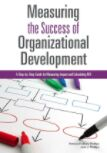 Measuring
the Success of
Organizational
Development
A Step-by-Step Guide for Measuring Impact and Calculating ROI